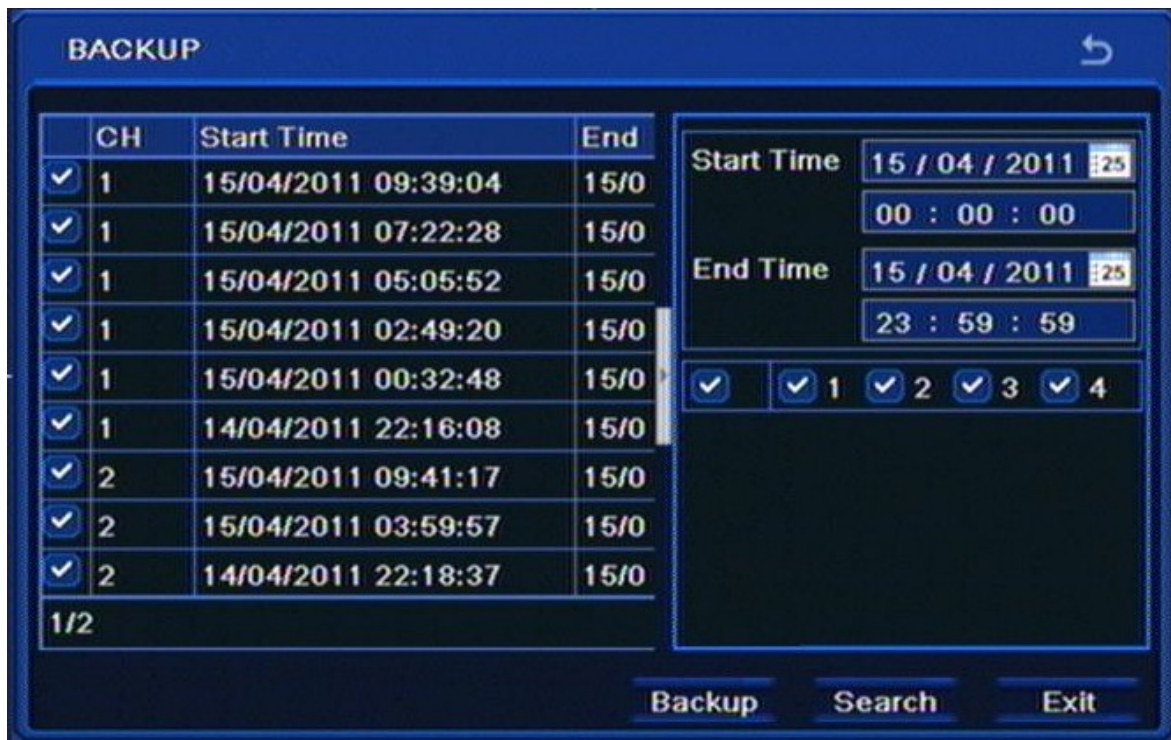 BACKUP
CH Start Time End
1 15/04/2011 09:39:04 15/0
1 15/04/2011 07:22:28 15/0
1 15/04/2011 05:05:52 15/0
1 15/04/2011 02:49:20 15/0
1 15/04/2011 00:32:48 15/0
1 14/04/2011 22:16:08 15/0
2 15/04/2011 09:41:17 15/0
2 15/04/2011 03:59:57 15/0
2 14/04/2011 22:18:37 15/0
1/2
Start Time 15 / 04 / 2011 25
00 : 00 : 00
End Time 15 / 04 / 2011 25
23 : 59 : 59
1 2 3 4
Backup Search Exit